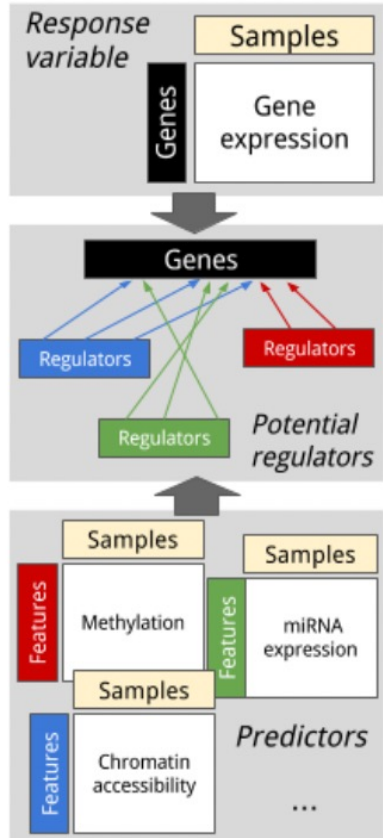 Response
variable
Samples
Genes
Gene
expression
Genes
Regulators
Regulators
Regulators
Potential
regulators
Samples
Features
Methylation
Samples
Features
miRNA
expression
Samples
Features
Chromatin
accessibility
Predictors
...